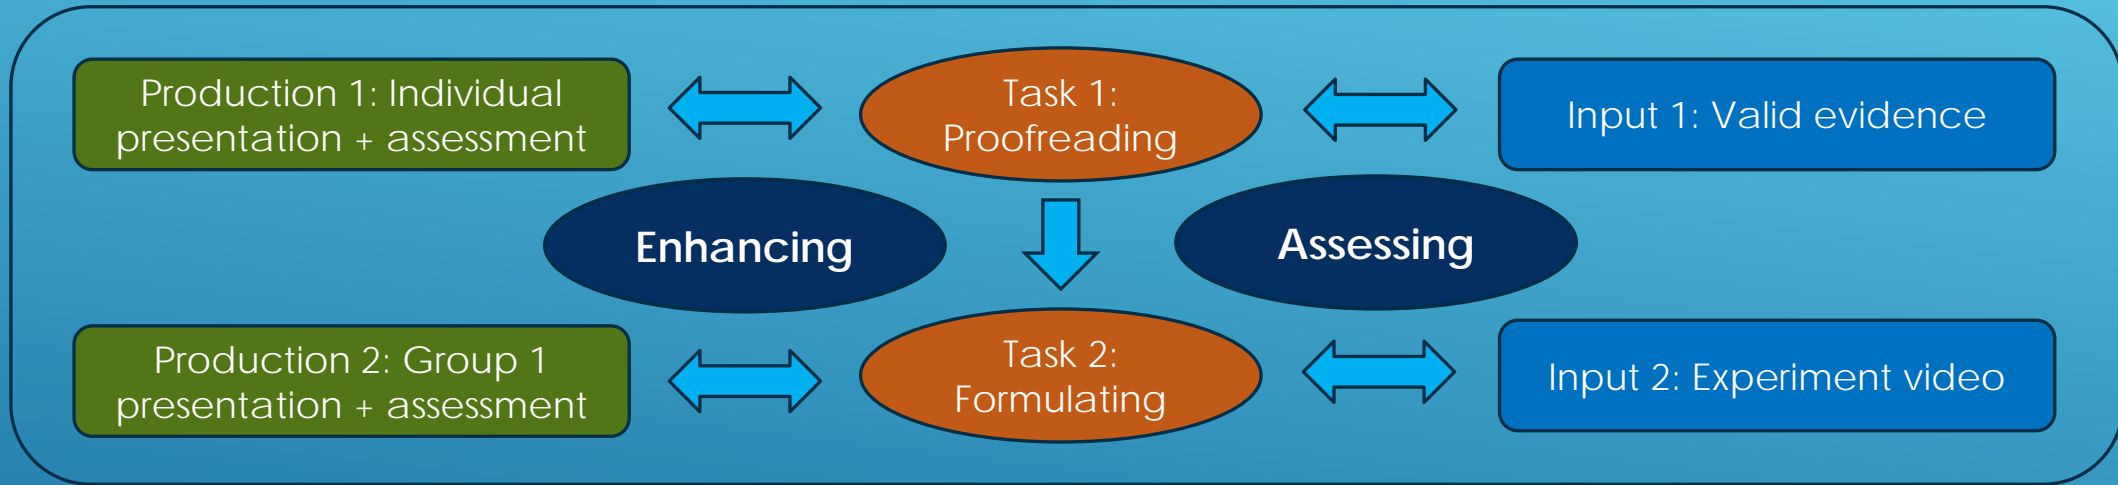 Production 1: Individual
presentation + assessment
Task 1:
Proofreading
Input 1: Valid evidence
Enhancing
Assessing
Production 2: Group 1
presentation + assessment
Task 2:
Formulating
Input 2: Experiment video